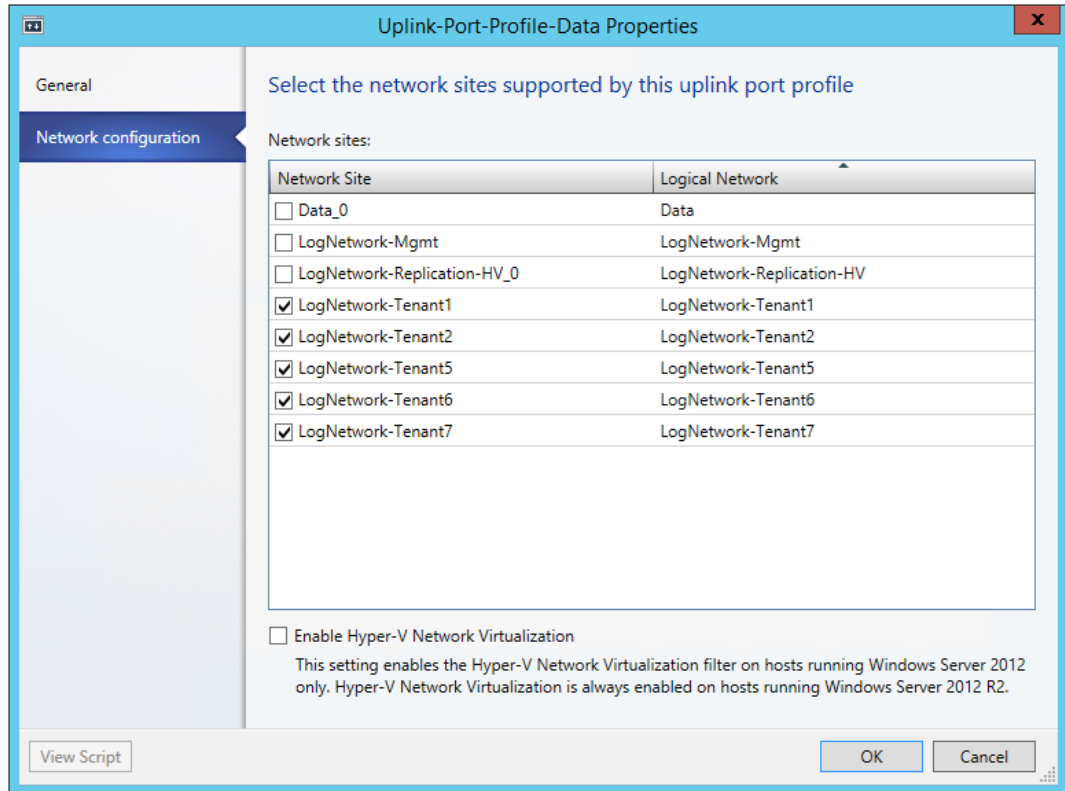 Uplink-Port-Profile-Data Properties
x
General
Network configuration
Select the network sites supported by this uplink port profile
Network sites:
Network Site Logical Network
Data_0 Data
LogNetwork-Mgmt LogNetwork-Mgmt
LogNetwork-Replication-HV_0 LogNetwork-Replication-HV
LogNetwork-Tenant1 LogNetwork-Tenant1
LogNetwork-Tenant2 LogNetwork-Tenant2
LogNetwork-Tenant5 LogNetwork-Tenant5
LogNetwork-Tenant6 LogNetwork-Tenant6
LogNetwork-Tenant7 LogNetwork-Tenant7
Enable Hyper-V Network Virtualization
This setting enables the Hyper-V Network Virtualization filter on hosts running Windows Server 2012
only. Hyper-V Network Virtualization is always enabled on hosts running Windows Server 2012 R2.
View Script OK Cancel